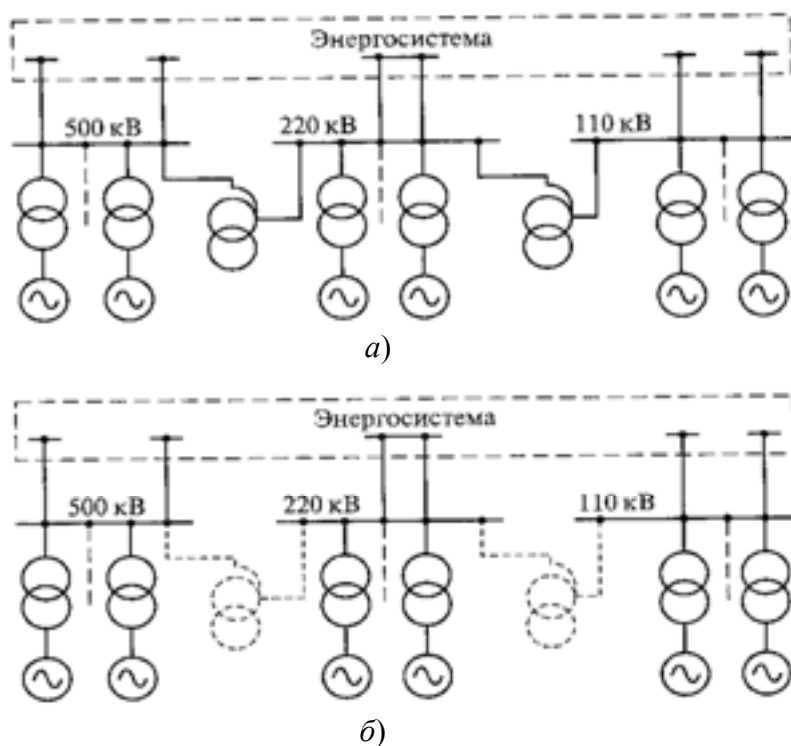 Энергосистема
500 кВ 220 кВ 110 кВ
а)
Энергосистема
500 кВ 220 кВ 110 кВ
б)